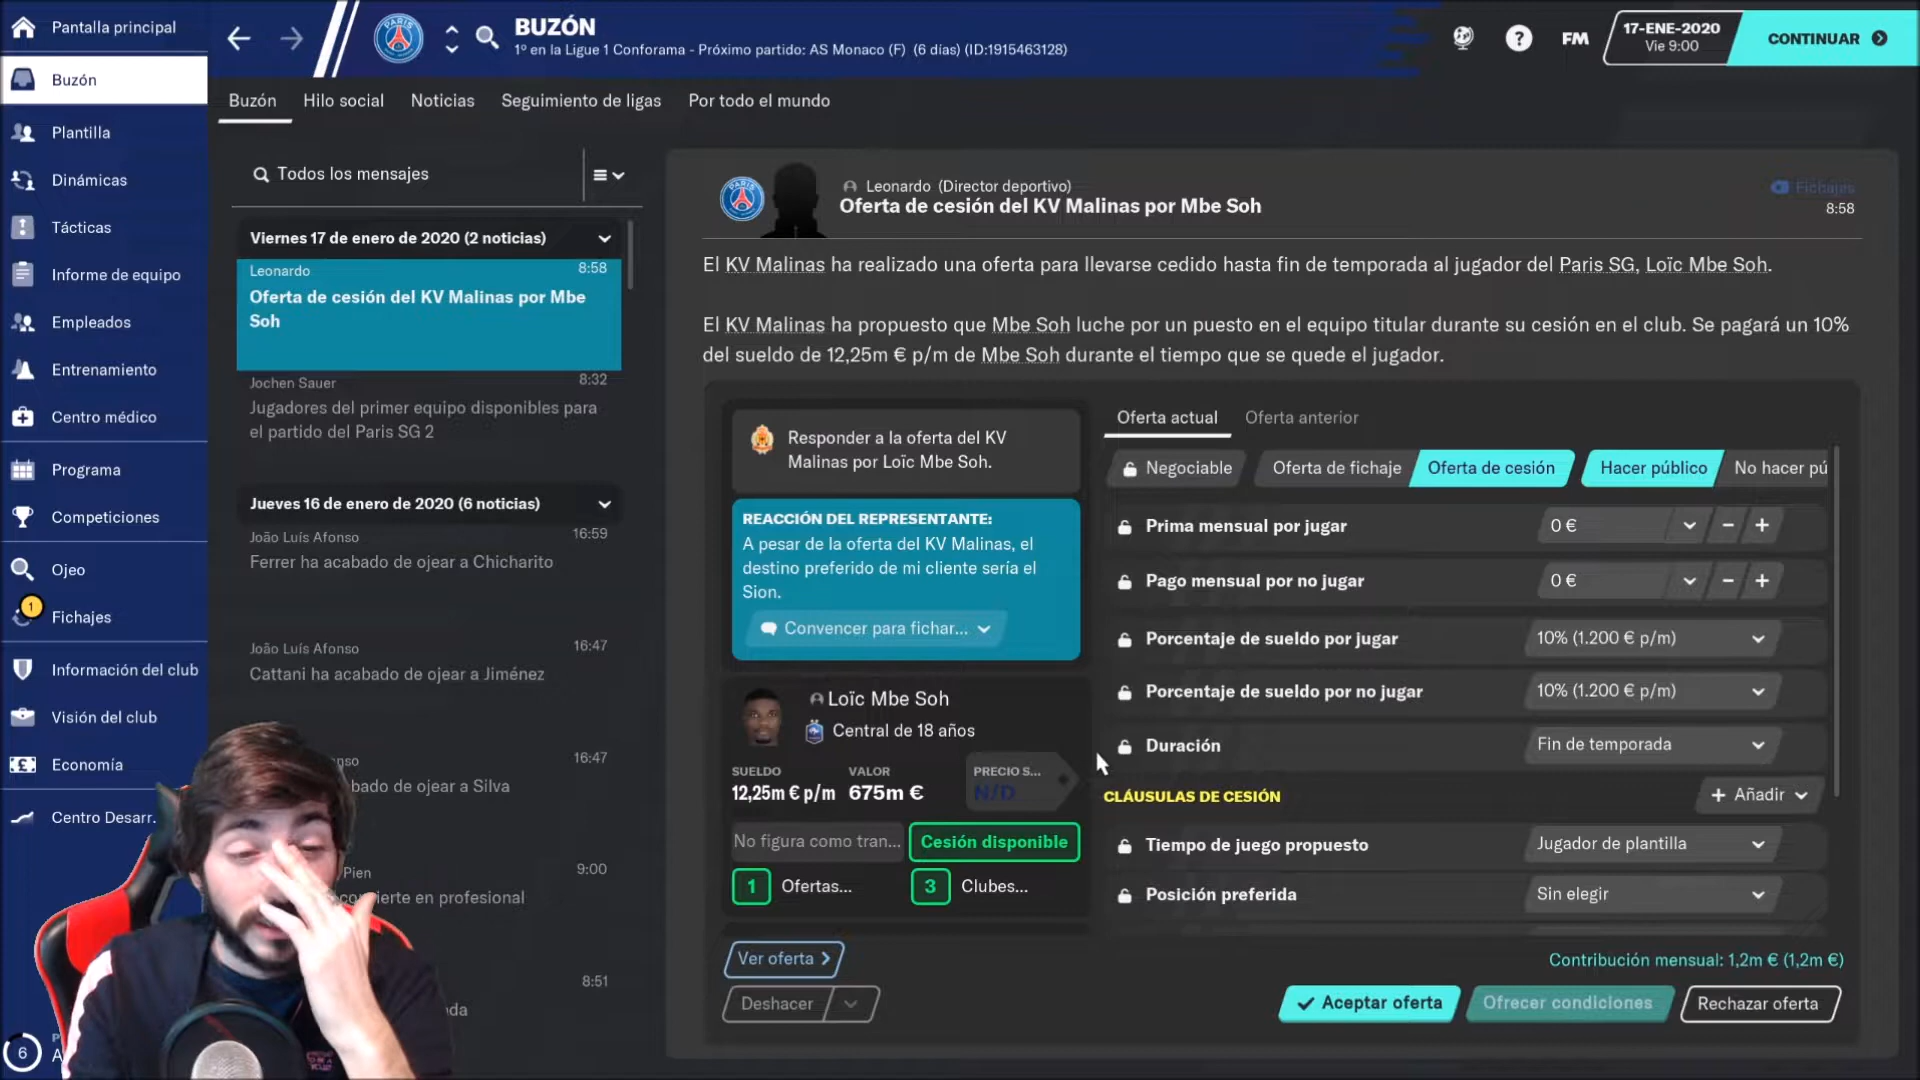 Pantalla principal
Buzón
Plantilla
Dinámicas
Tácticas
Informe de equipo
Empleados
Entrenamiento
Centro médico
Programa
Competiciones
Ojeo
1
Fichajes
Información del club
Visión del club
Economía
Centro Desarr.
6
PARIS
BUZÓN
1º en la Ligue 1 Conforama - Próximo partido: AS Monaco (F) (6 días) (ID:1915463128)
?
FM
17-ENE-2020
Vie 9:00
CONTINUAR
Buzón
Hilo social
Noticias
Seguimiento de ligas
Por todo el mundo
Todos los mensajes
Viernes 17 de enero de 2020 (2 noticias)
Leonardo 8:58
Oferta de cesión del KV Malinas por Mbe
Soh
Jochen Sauer 8:32
Jugadores del primer equipo disponibles para
el partido del Paris SG 2
Jueves 16 de enero de 2020 (6 noticias)
João Luís Afonso 16:59
Ferrer ha acabado de ojear a Chicharito
João Luís Afonso 16:47
Cattani ha acabado de ojear a Jiménez
onso 16:47
bado de ojear a Silva
Pien 9:00
convierte en profesional
8:51
da
PARIS
Leonardo (Director deportivo)
Oferta de cesión del KV Malinas por Mbe Soh
Fichajes
8:58
El KV Malinas ha realizado una oferta para llevarse cedido hasta fin de temporada al jugador del Paris SG, Loïc Mbe Soh.
El KV Malinas ha propuesto que Mbe Soh luche por un puesto en el equipo titular durante su cesión en el club. Se pagará un 10%
del sueldo de 12,25m € p/m de Mbe Soh durante el tiempo que se quede el jugador.
Responder a la oferta del KV
Malinas por Loïc Mbe Soh.
REACCIÓN DEL REPRESENTANTE:
A pesar de la oferta del KV Malinas, el
destino preferido de mi cliente sería el
Sion.
Convencer para fichar...
Loïc Mbe Soh
Central de 18 años
SUELDO
12,25m € p/m
VALOR
675m €
PRECIO S...
N/D
No figura como tran...
Cesión disponible
1 Ofertas...
3 Clubes...
Ver oferta
Deshacer
Oferta actual
Oferta anterior
Negociable
Oferta de fichaje
Oferta de cesión
Hacer público
No hacer pú
Prima mensual por jugar 0 €
Pago mensual por no jugar 0 €
Porcentaje de sueldo por jugar 10% (1.200 € p/m)
Porcentaje de sueldo por no jugar 10% (1.200 € p/m)
Duración Fin de temporada
CLÁUSULAS DE CESIÓN
+ Añadir
Tiempo de juego propuesto Jugador de plantilla
Posición preferida Sin elegir
Contribución mensual: 1,2m € (1,2m €)
Aceptar oferta
Ofrecer condiciones
Rechazar oferta